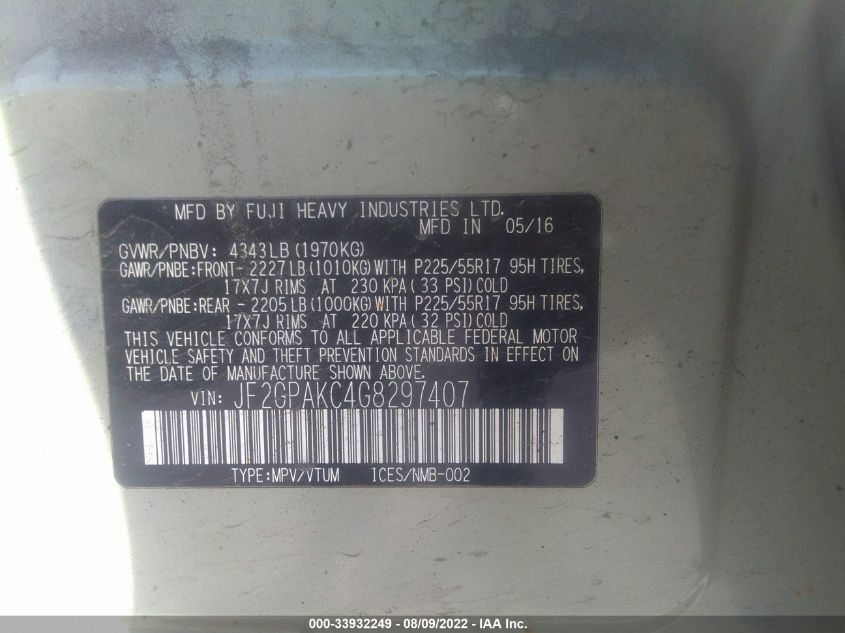 MFD BY FUJI HEAVY INDUSTRIES LTD.
MFD IN 05/16
GVWR/PNBV: 4343LB(1970KG)
GAWR/PNBE:FRONT- 2227LB(1010KG)WITH P225/55R17 95H TIRES,
17X7J RIMS AT 230 KPA(33 PSI)COLD
GAWR/PNBE:REAR - 2205LB(1000KG)WITH P225/55R17 95H TIRES,
17X7J RIMS AT 220 KPA(32 PSI)COLD
THIS VEHICLE CONFORMS TO ALL APPLICABLE FEDERAL MOTOR
VEHICLE SAFETY AND THEFT PREVENTION STANDARDS IN EFFECT ON
THE DATE OF MANUFACTURE SHOWN ABOVE.
VIN: JF2GPAKC4G8297407
TYPE:MPV/VTUM ICES/NMB-002
000-33932249 - 08/09/2022 - IAA Inc.